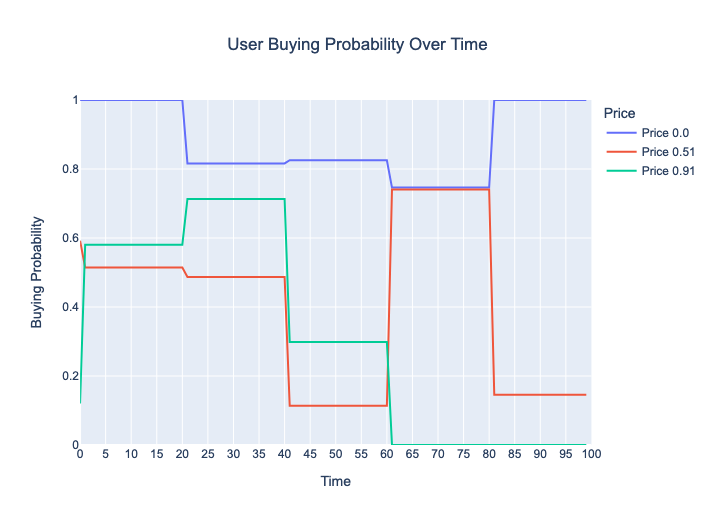 User Buying Probability Over Time
Price
Price 0.0
Price 0.51
Price 0.91
Buying Probability
1
0.8
0.6
0.4
0.2
0
0 5 10 15 20 25 30 35 40 45 50 55 60 65 70 75 80 85 90 95 100
Time